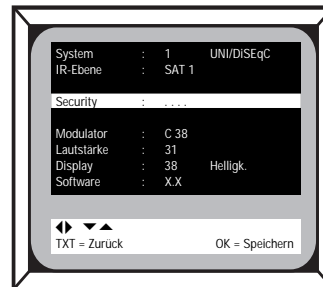 System : 1 UNI/DiSEqC
IR-Ebene : SAT 1
Security : . . . .
Modulator : C 38
Lautstärke : 31
Display : 38 Helligk.
Software : X.X
TXT = Zurück OK = Speichern